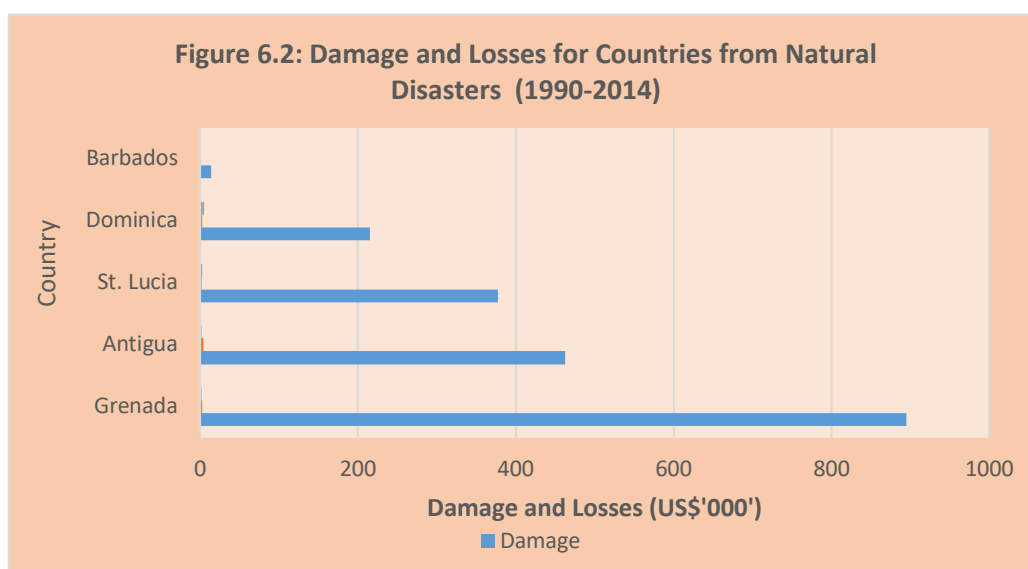 Figure 6.2: Damage and Losses for Countries from Natural
Disasters (1990-2014)
Barbados
Dominica
St. Lucia
Antigua
Grenada
Country
0 200 400 600 800 1000
Damage and Losses (US$'000')
Damage